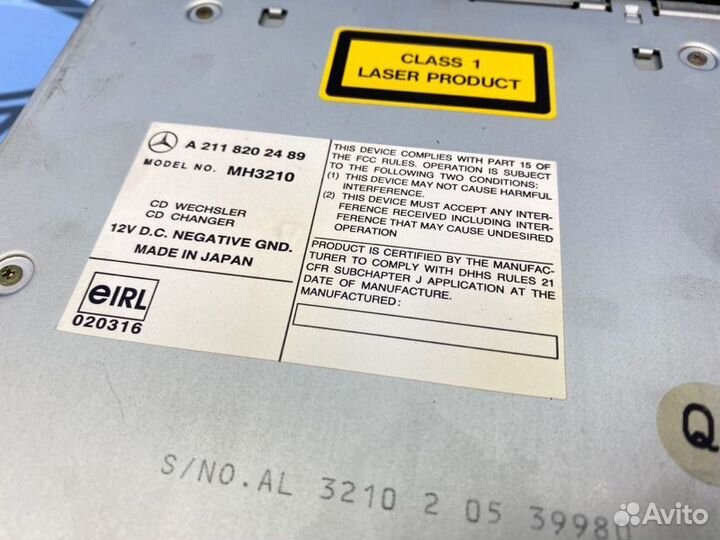 CLASS 1
LASER PRODUCT
A 211 820 24 89
MODEL NO. MH3210
CD WECHSLER
CD CHANGER
12V D.C. NEGATIVE GND.
MADE IN JAPAN
eIRL
020316
THIS DEVICE COMPLIES WITH PART 15 OF
THE FCC RULES. OPERATION IS SUBJECT
TO THE FOLLOWING TWO CONDITIONS:
(1) THIS DEVICE MAY NOT CAUSE HARMFUL
INTERFERENCE.
(2) THIS DEVICE MUST ACCEPT ANY INTER-
FERENCE RECEIVED INCLUDING INTER-
FERENCE THAT MAY CAUSE UNDESIRED
OPERATION
PRODUCT IS CERTIFIED BY THE MANUFAC-
TURER TO COMPLY WITH DHHS RULES 21
CFR SUBCHAPTER J APPLICATION AT THE
DATE OF MANUFACTURE.
MANUFACTURED:
Q
S/NO.AL 3210 2 05 39980
Avito